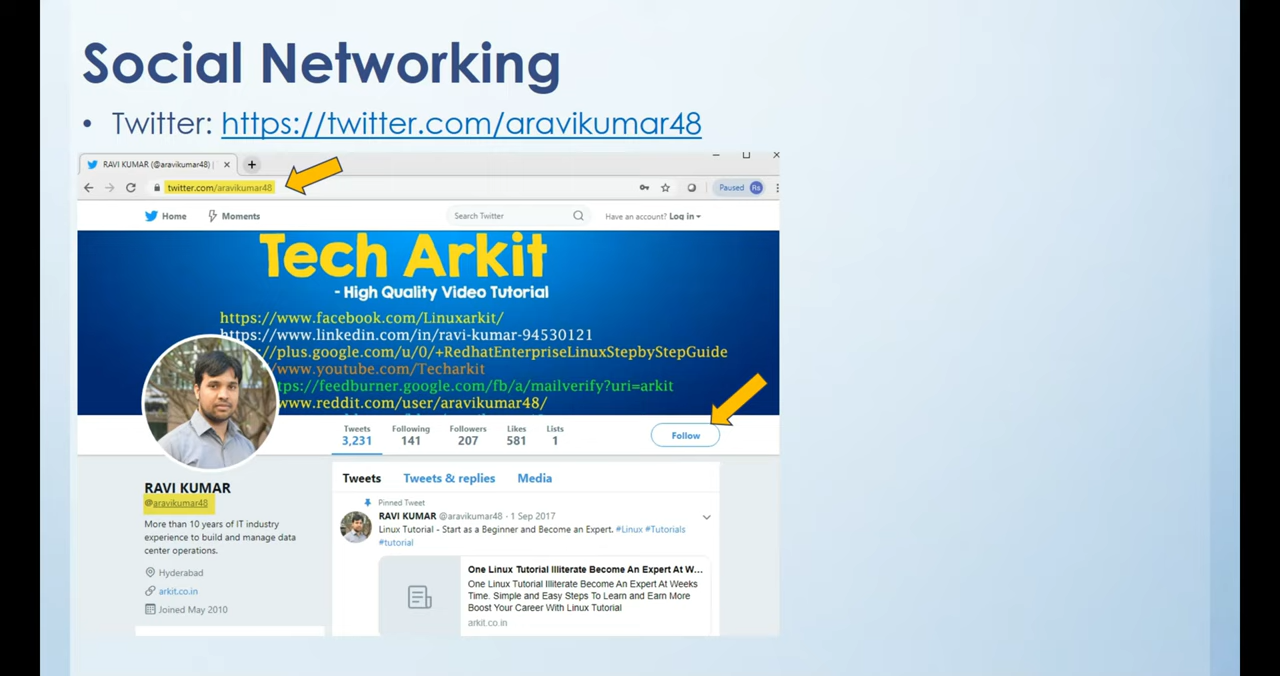 Social Networking
• Twitter: https://twitter.com/aravikumar48
RAVI KUMAR (@aravikumar48) |
twitter.com/aravikumar48
Paused Rs
Home Moments Search Twitter Have an account? Log in
Tech Arkit
- High Quality Video Tutorial
https://www.facebook.com/Linuxarkit/
https://www.linkedin.com/in/ravi-kumar-94530121
://plus.google.com/u/0/+RedhatEnterpriseLinuxStepbyStepGuide
www.youtube.com/Techarkit
tps://feedburner.google.com/fb/a/mailverify?uri=arkit
www.reddit.com/user/aravikumar48/
Tweets Following Followers Likes Lists
3,231 141 207 581 1
Follow
RAVI KUMAR
@aravikumar48
More than 10 years of IT industry
experience to build and manage data
center operations.
Hyderabad
arkit.co.in
Joined May 2010
Tweets Tweets & replies Media
Pinned Tweet
RAVI KUMAR @aravikumar48 · 1 Sep 2017
Linux Tutorial - Start as a Beginner and Become an Expert. #Linux #Tutorials
#tutorial
One Linux Tutorial Illiterate Become An Expert At W...
One Linux Tutorial Illiterate Become An Expert At Weeks
Time. Simple and Easy Steps To Learn and Earn More
Boost Your Career With Linux Tutorial
arkit.co.in